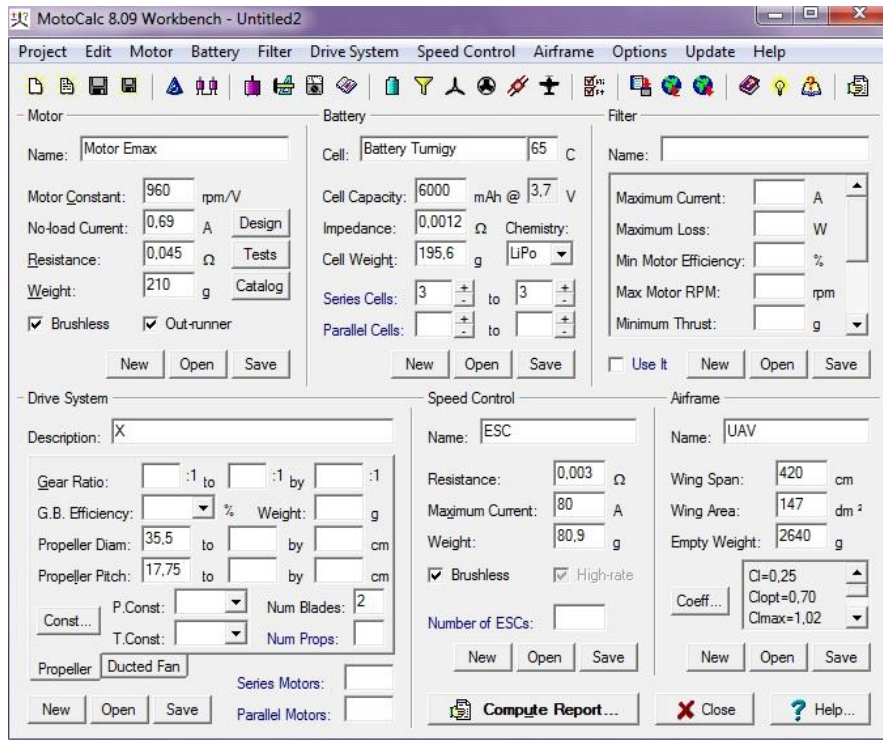 MotoCalc 8.09 Workbench - Untitled2
Project Edit Motor Battery Filter Drive System Speed Control Airframe Options Update Help
Motor
Name: Motor Emax
Motor Constant: 960 rpm/V
No-load Current: 0,69 A Design
Resistance: 0,045 Ω Tests
Weight: 210 g Catalog
Brushless Out-runner
New Open Save
Battery
Cell: Battery Turnigy 65 C
Cell Capacity: 6000 mAh @ 3,7 V
Impedance: 0,0012 Ω Chemistry:
Cell Weight: 195,6 g LiPo
Series Cells: 3 + - to 3 + -
Parallel Cells: + - to + -
New Open Save
Filter
Name:
Maximum Current: A
Maximum Loss: W
Min Motor Efficiency: %
Max Motor RPM: rpm
Minimum Thrust: g
Use It New Open Save
Drive System
Description: X
Gear Ratio: :1 to :1 by :1
G.B. Efficiency: % Weight: g
Propeller Diam: 35,5 to by cm
Propeller Pitch: 17,75 to by cm
Const... P.Const: Num Blades: 2
T.Const: Num Props:
Propeller Ducted Fan
Series Motors:
New Open Save Parallel Motors:
Speed Control
Name: ESC
Resistance: 0,003 Ω
Maximum Current: 80 A
Weight: 80,9 g
Brushless High-rate
Number of ESCs:
New Open Save
Airframe
Name: UAV
Wing Span: 420 cm
Wing Area: 147 dm ²
Empty Weight: 2640 g
Coeff... Cl=0,25
Clopt=0,70
Clmax=1,02
New Open Save
Compute Report... Close Help...